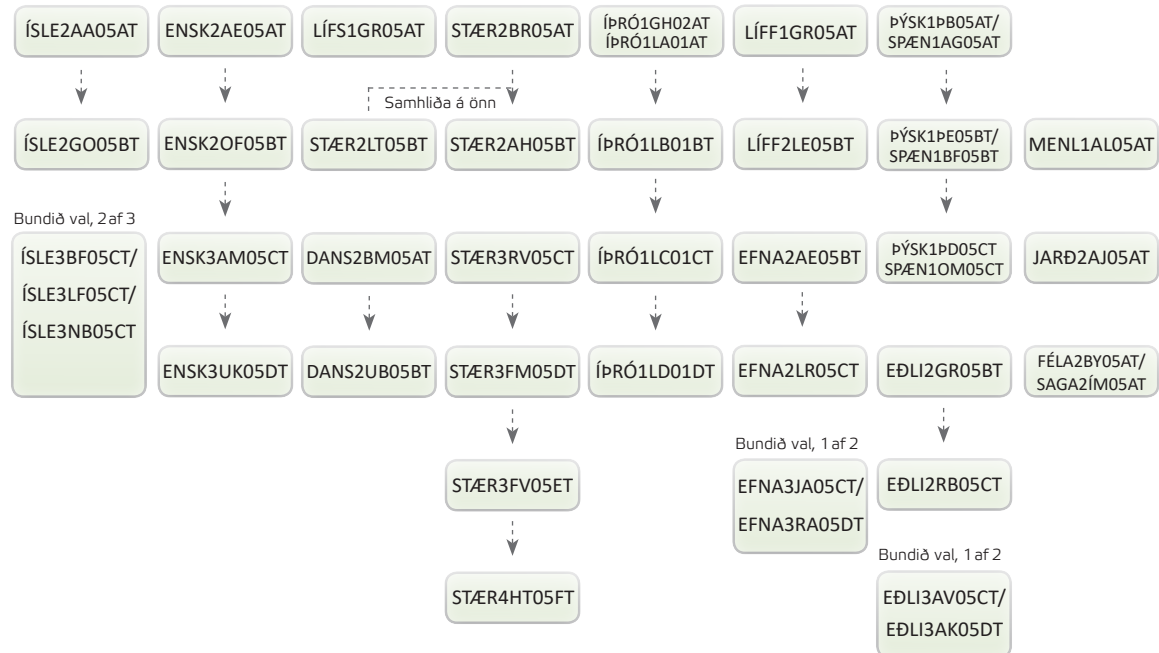 ÍSLE2AA05AT
ENSK2AE05AT
LÍFS1GR05AT
STÆR2BR05AT
ÍÞRÓ1GH02AT
ÍÞRÓ1LA01AT
LÍFF1GR05AT
ÞÝSK1ÞB05AT/
SPÆN1AG05AT
Samhliða á önn
ÍSLE2GO05BT
ENSK2OF05BT
STÆR2LT05BT
STÆR2AH05BT
ÍÞRÓ1LB01BT
LÍFF2LE05BT
ÞÝSK1ÞE05BT/
SPÆN1BF05BT
MENL1AL05AT
Bundið val, 2 af 3
ÍSLE3BF05CT/
ÍSLE3LF05CT/
ÍSLE3NB05CT
ENSK3AM05CT
DANS2BM05AT
STÆR3RV05CT
ÍÞRÓ1LC01CT
EFNA2AE05BT
ÞÝSK1ÞD05CT
SPÆN1OM05CT
JARÐ2AJ05AT
ENSK3UK05DT
DANS2UB05BT
STÆR3FM05DT
ÍÞRÓ1LD01DT
EFNA2LR05CT
EÐLI2GR05BT
FÉLA2BY05AT/
SAGA2ÍM05AT
STÆR3FV05ET
Bundið val, 1 af 2
EFNA3JA05CT/
EFNA3RA05DT
EÐLI2RB05CT
STÆR4HT05FT
Bundið val, 1 af 2
EÐLI3AV05CT/
EÐLI3AK05DT